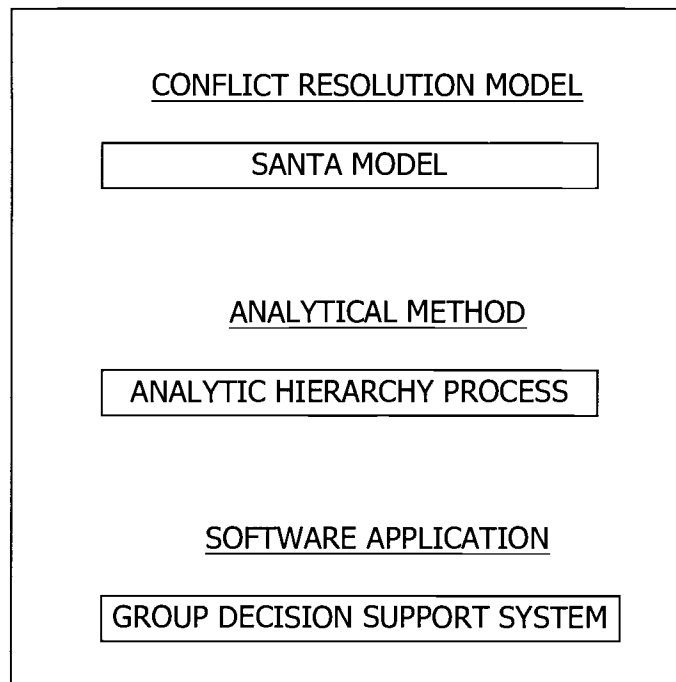 CONFLICT RESOLUTION MODEL
SANTA MODEL
ANALYTICAL METHOD
ANALYTIC HIERARCHY PROCESS
SOFTWARE APPLICATION
GROUP DECISION SUPPORT SYSTEM